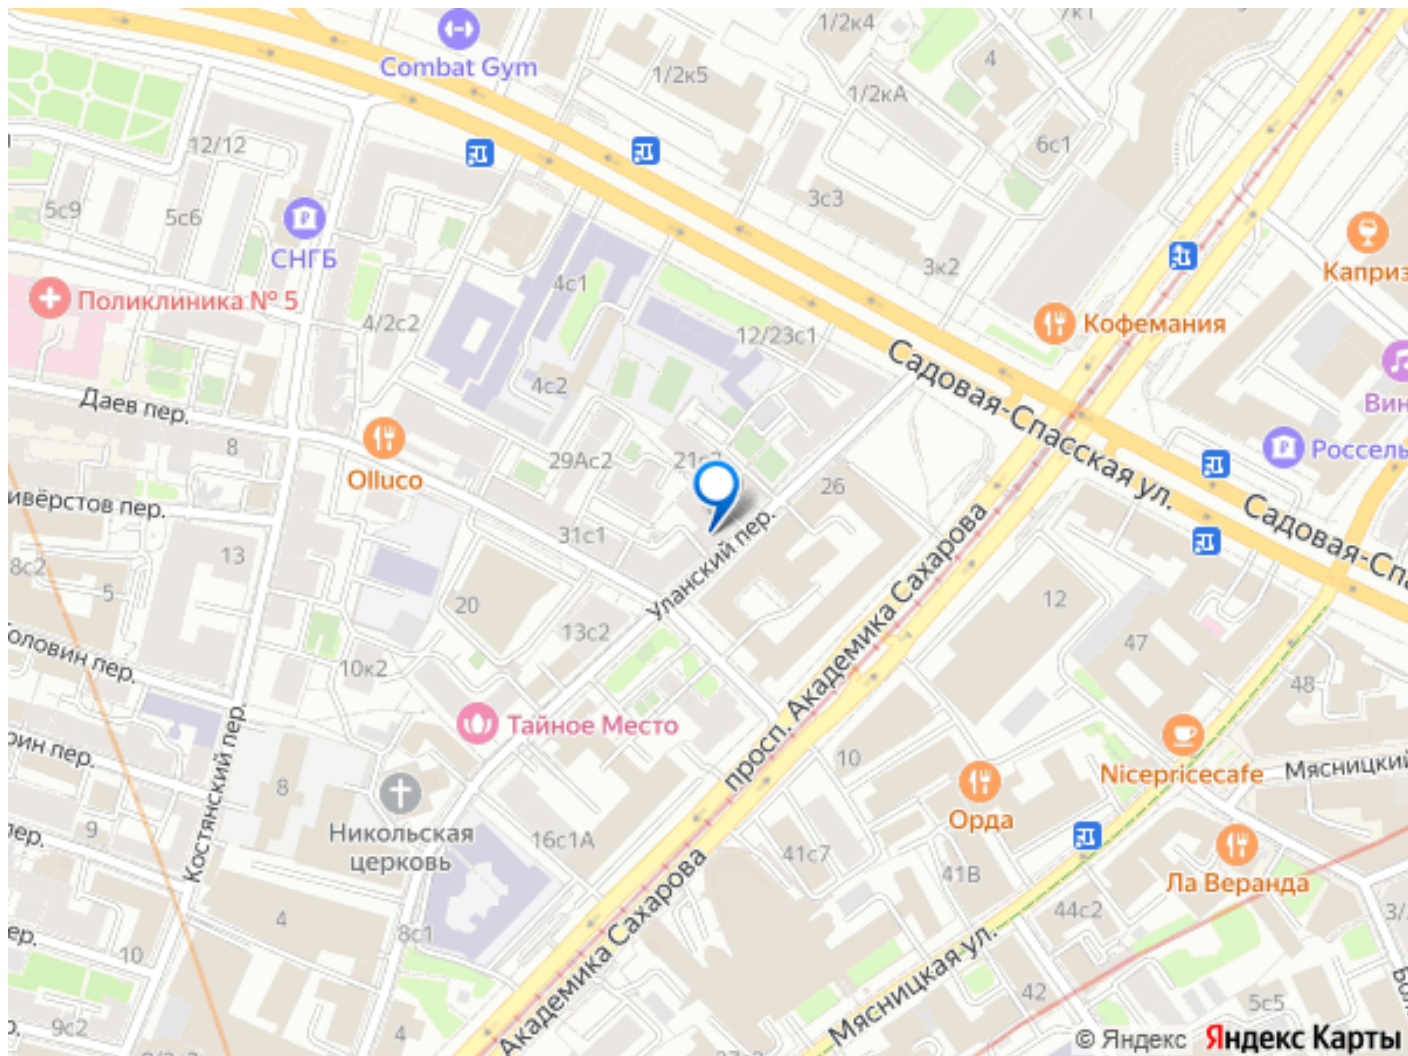 1/2к4
4
Combat Gym
1/2к5
1/2кА
12/12
6с1
5с9
5с6
3с3
СНГБ
3к2
Каприз
4с1
Поликлиника № 5
4/2с2
12/23с1
Кофемания
Садовая-Спасская ул.
4с2
Вин
Даев пер.
8
Olluco
29Ас2
Россель
26
ивёрстов пер.
Садовая-Спа
31с1
Уланский пер.
просп. Академика Сахарова
13
8с2
5
20
12
47
13с2
оловин пер.
10к2
48
Тайное Место
Костянский пер.
рин пер.
10
Nicepricecafe
Мясницкий
8
Никольская
церковь
Орда
9
пер.
16с1А
41с7
41В
Ла Веранда
Академика Сахарова
44с2
4
8с1
ер.
10
Мясницкая ул.
42
5с5
9с2
4
© Яндекс Яндекс Карты